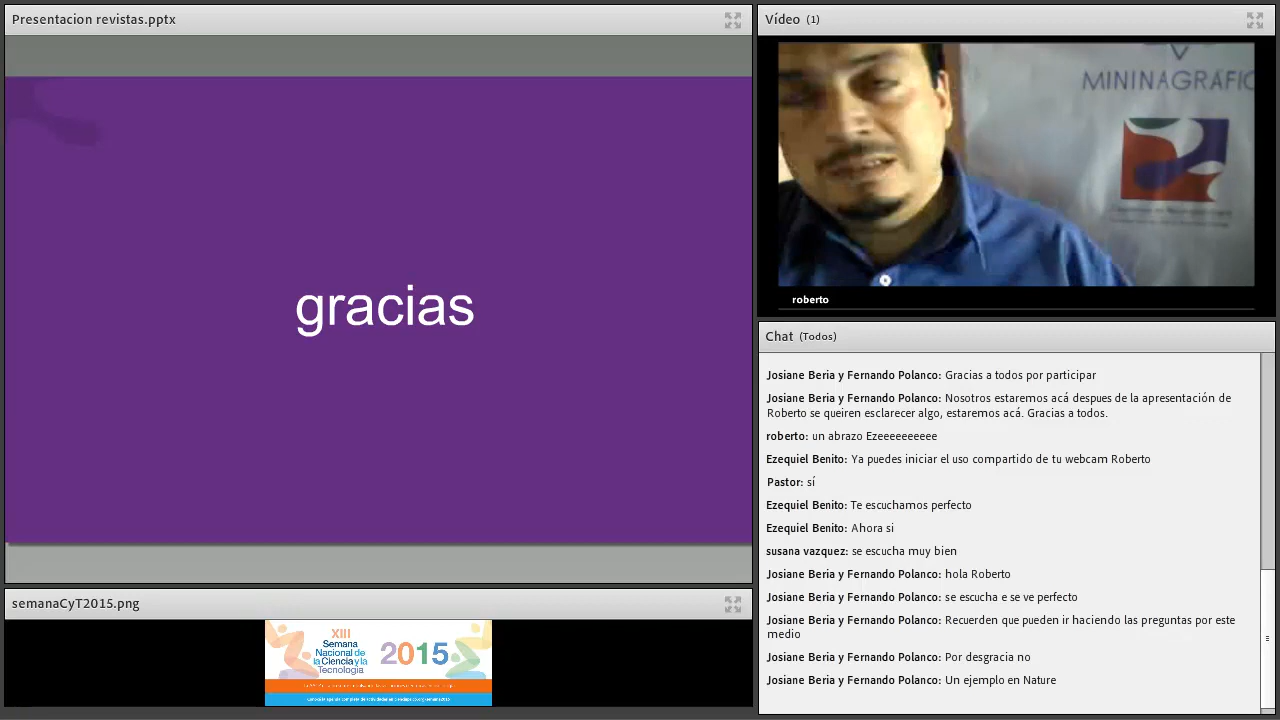 Presentacion revistas.pptx
gracias
semanaCyT2015.png
XIII
Semana
Nacional de
la Ciencia y la
Tecnología
2015
Vídeo (1)
MININAGRAFIC
roberto
Chat (Todos)
Josiane Beria y Fernando Polanco: Gracias a todos por participar
Josiane Beria y Fernando Polanco: Nosotros estaremos acá despues de la apresentación de
Roberto se queiren esclarecer algo, estaremos acá. Gracias a todos.
roberto: un abrazo Ezeeeeeeeeee
Ezequiel Benito: Ya puedes iniciar el uso compartido de tu webcam Roberto
Pastor: sí
Ezequiel Benito: Te escuchamos perfecto
Ezequiel Benito: Ahora si
susana vazquez: se escucha muy bien
Josiane Beria y Fernando Polanco: hola Roberto
Josiane Beria y Fernando Polanco: se escucha e se ve perfecto
Josiane Beria y Fernando Polanco: Recuerden que pueden ir haciendo las preguntas por este
medio
Josiane Beria y Fernando Polanco: Por desgracia no
Josiane Beria y Fernando Polanco: Un ejemplo en Nature